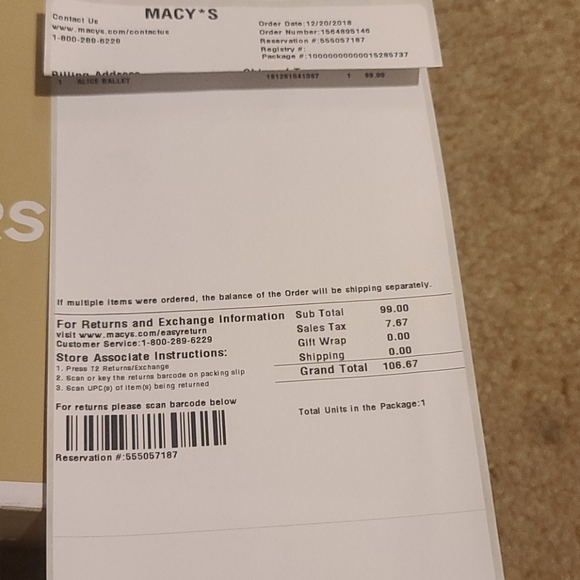 MACY*S
Contact Us
www.macys.com/contactus
1-800-289-6229
Order Date:12/20/2018
Order Number:1564895146
Reservation #:555057187
Registry #:
Package #:
Billing Address
1 ALICE BALLET 1 99.00
RS
If multiple items were ordered, the balance of the Order will be shipping separately.
For Returns and Exchange Information
visit www.macys.com/easyreturn
Customer Service:1-800-289-6229
Store Associate Instructions:
1. Press T2 Returns/Exchange
2. Scan or key the returns barcode on packing slip
3. Scan UPC(s) of item(s) being returned
For returns please scan barcode below
Reservation #:555057187
Sub Total 99.00
Sales Tax 7.67
Gift Wrap 0.00
Shipping 0.00
Grand Total 106.67
Total Units in the Package:1